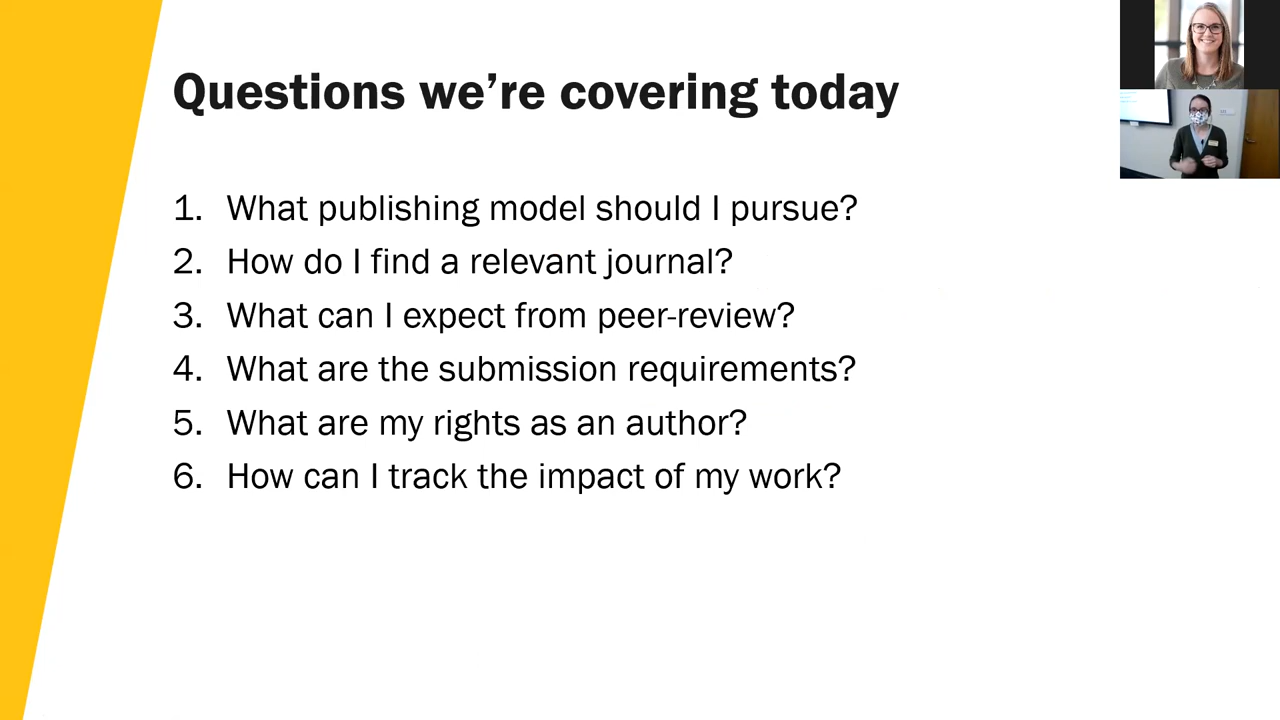 Questions we're covering today
1. What publishing model should I pursue?
2. How do I find a relevant journal?
3. What can I expect from peer-review?
4. What are the submission requirements?
5. What are my rights as an author?
6. How can I track the impact of my work?